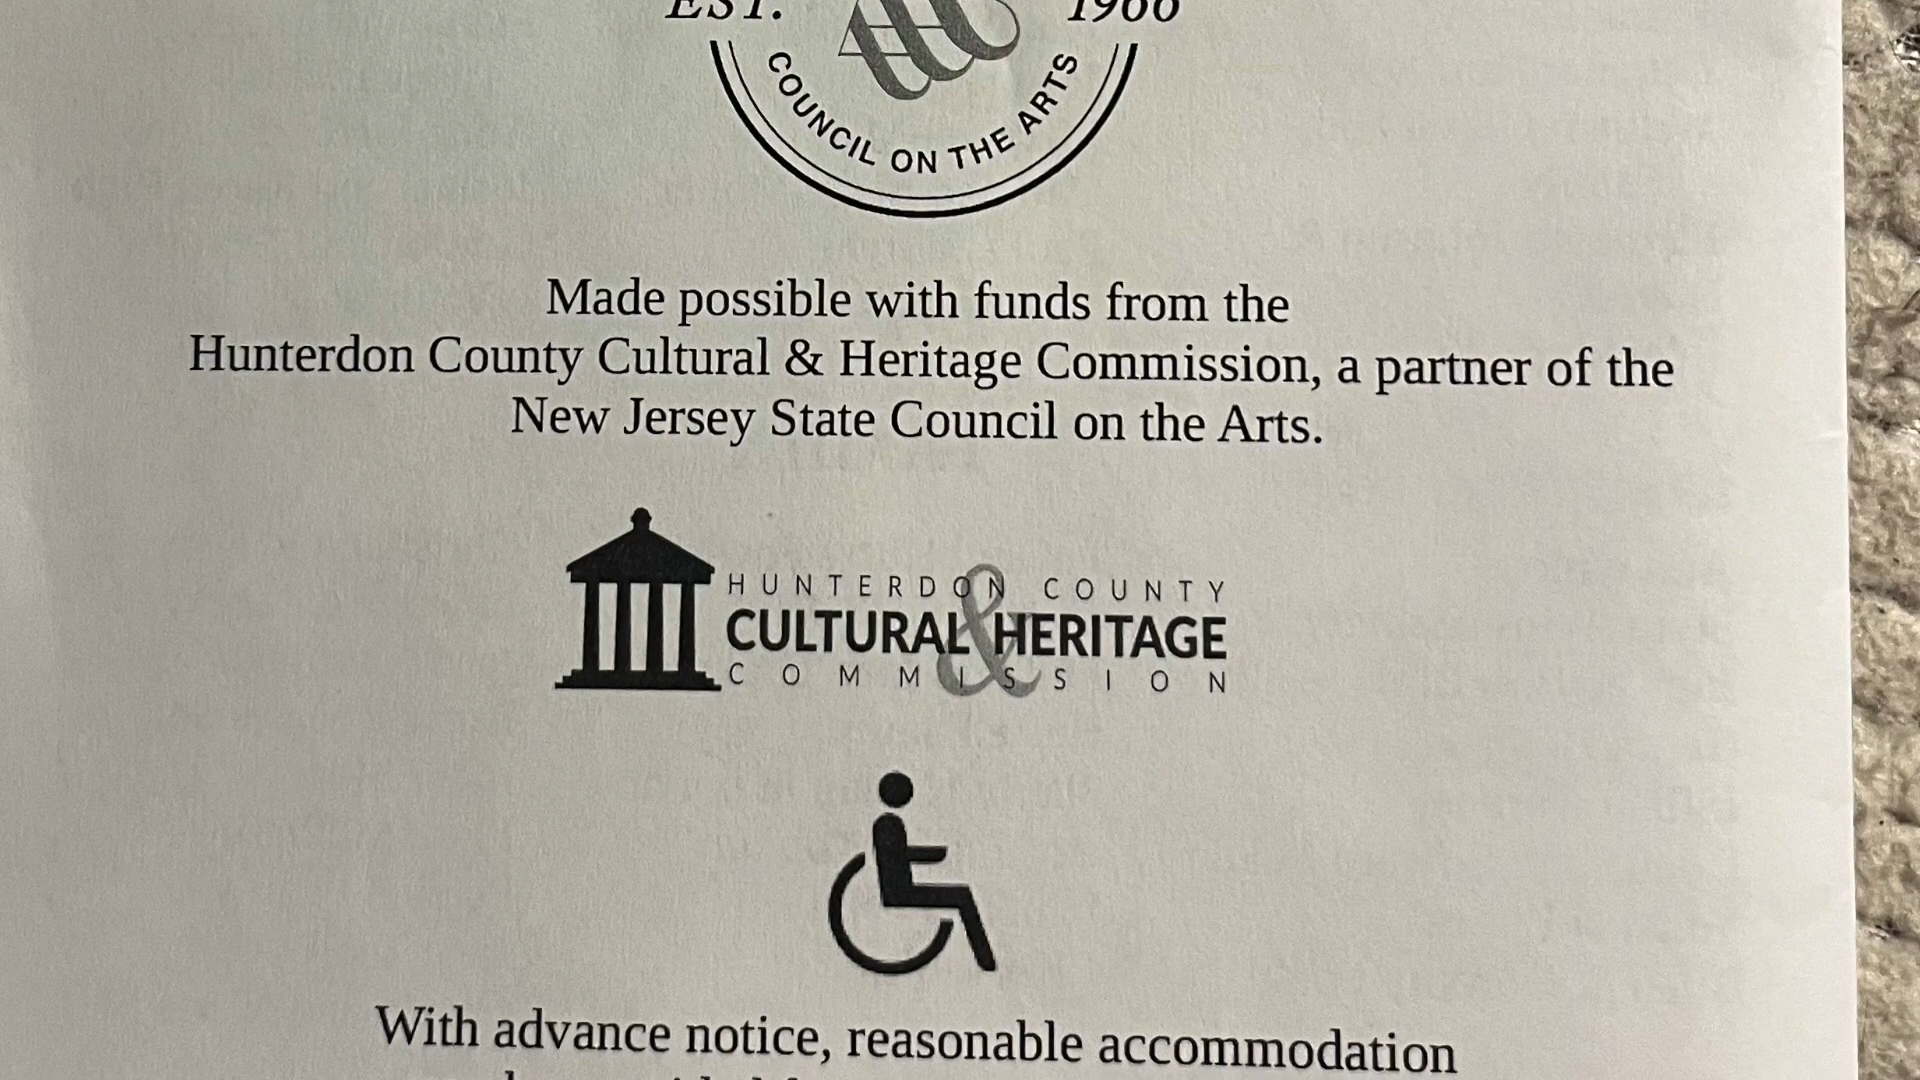 EST. 1966
COUNCIL ON THE ARTS
Made possible with funds from the
Hunterdon County Cultural & Heritage Commission, a partner of the
New Jersey State Council on the Arts.
HUNTERDON COUNTY
CULTURAL & HERITAGE
COMMISSION
With advance notice, reasonable accommodation